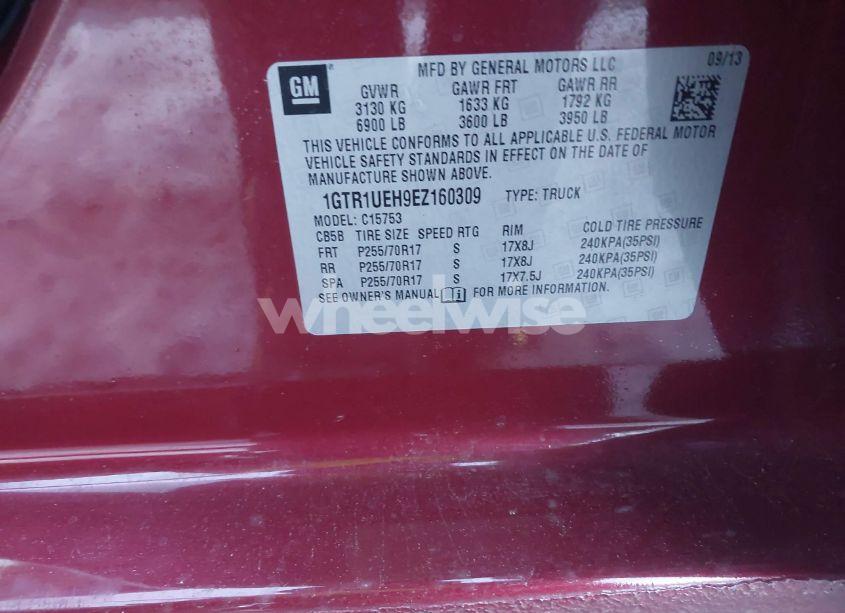 GM
MFD BY GENERAL MOTORS LLC 09/13
GVWR GAWR FRT GAWR RR
3130 KG 1633 KG 1792 KG
6900 LB 3600 LB 3950 LB
THIS VEHICLE CONFORMS TO ALL APPLICABLE U.S. FEDERAL MOTOR
VEHICLE SAFETY STANDARDS IN EFFECT ON THE DATE OF
MANUFACTURE SHOWN ABOVE.
1GTR1UEH9EZ160309 TYPE: TRUCK
MODEL: C15753
CB5B TIRE SIZE SPEED RTG RIM COLD TIRE PRESSURE
FRT P255/70R17 S 17X8J 240KPA(35PSI)
RR P255/70R17 S 17X8J 240KPA(35PSI)
SPA P255/70R17 S 17X7.5J 240KPA(35PSI)
SEE OWNER'S MANUAL FOR MORE INFORMATION.
wheelwise